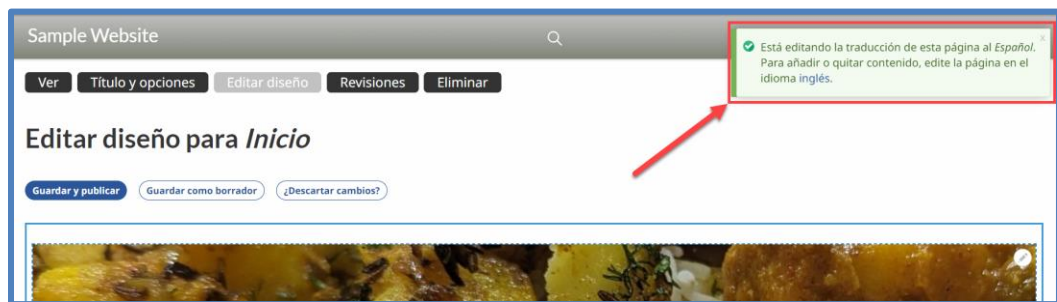 Sample Website
x
Está editando la traducción de esta página al Español.
Para añadir o quitar contenido, edite la página en el
idioma inglés.
Ver Título y opciones Editar diseño Revisiones Eliminar
Editar diseño para Inicio
Guardar y publicar Guardar como borrador ¿Descartar cambios?